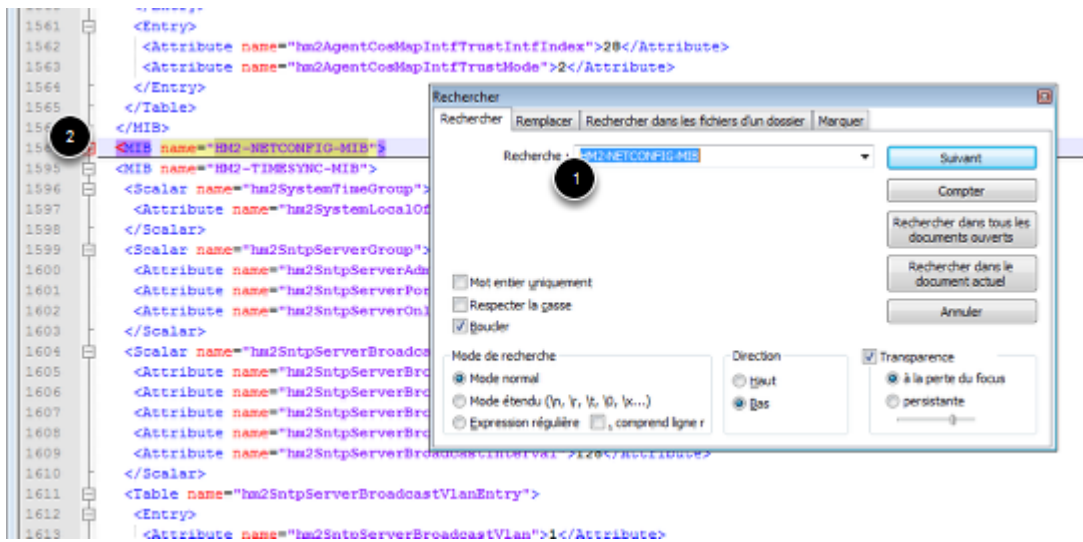 1561 <Entry>
1562 <Attribute name="hm2AgentCosMapIntfTrustIntfIndex">28</Attribute>
1563 <Attribute name="hm2AgentCosMapIntfTrustMode">2</Attribute>
1564 </Entry>
1565 </Table>
</MIB>
2
<MIB name="HM2-NETCONFIG-MIB">
1595 <MIB name="HM2-TIMESYNC-MIB">
1596 <Scalar name="hm2SystemTimeGroup">
1597 <Attribute name="hm2SystemLocalOf
1598 </Scalar>
1599 <Scalar name="hm2SntpServerGroup">
1600 <Attribute name="hm2SntpServerAdm
1601 <Attribute name="hm2SntpServerPor
1602 <Attribute name="hm2SntpServerOnl
1603 </Scalar>
1604 <Scalar name="hm2SntpServerBroadca
1605 <Attribute name="hm2SntpServerBrc
1606 <Attribute name="hm2SntpServerBrc
1607 <Attribute name="hm2SntpServerBrc
1608 <Attribute name="hm2SntpServerBrc
1609 <Attribute name="hm2SntpServerBroadcastInterval">128</Attribute>
1610 </Scalar>
1611 <Table name="hm2SntpServerBroadcastVlanEntry">
1612 <Entry>
1613 <Attribute name="hm2SntpServerBroadcastVlan">1</Attribute>
Rechercher
Rechercher Remplacer Rechercher dans les fichiers d'un dossier Marquer
Recherche : HM2-NETCONFIG-MIB
1
Suivant
Compter
Rechercher dans tous les
documents ouverts
Rechercher dans le
document actuel
Annuler
Mot entier uniquement
Respecter la casse
Boucler
Mode de recherche
Mode normal
Mode étendu (\n, \r, \t, \0, \x...)
Expression régulière , comprend ligne r
Direction
Haut
Bas
Transparence
à la perte du focus
persistante